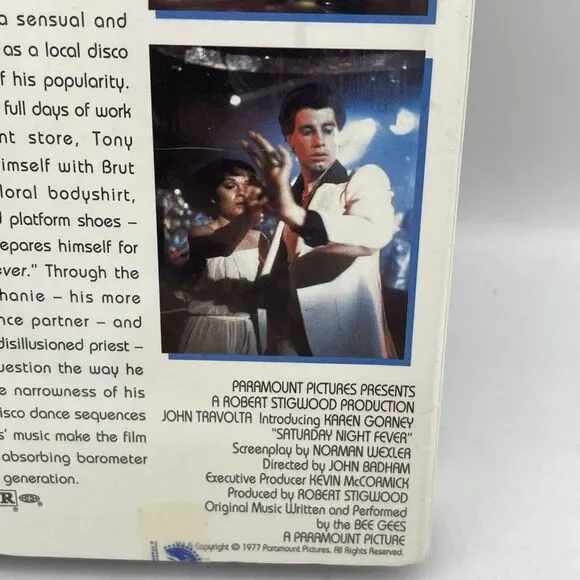 a sensual and
as a local disco
f his popularity.
full days of work
nt store, Tony
imself with Brut
loral bodyshirt,
d platform shoes –
epares himself for
ever." Through the
hanie – his more
nce partner – and
disillusioned priest –
uestion the way he
e narrowness of his
isco dance sequences
s' music make the film
absorbing barometer
generation.
R
PARAMOUNT PICTURES PRESENTS
A ROBERT STIGWOOD PRODUCTION
JOHN TRAVOLTA Introducing KAREN GORNEY
"SATURDAY NIGHT FEVER"
Screenplay by NORMAN WEXLER
Directed by JOHN BADHAM
Executive Producer KEVIN McCORMICK
Produced by ROBERT STIGWOOD
Original Music Written and Performed
by the BEE GEES
A PARAMOUNT PICTURE
Copyright © 1977 Paramount Pictures. All Rights Reserved.